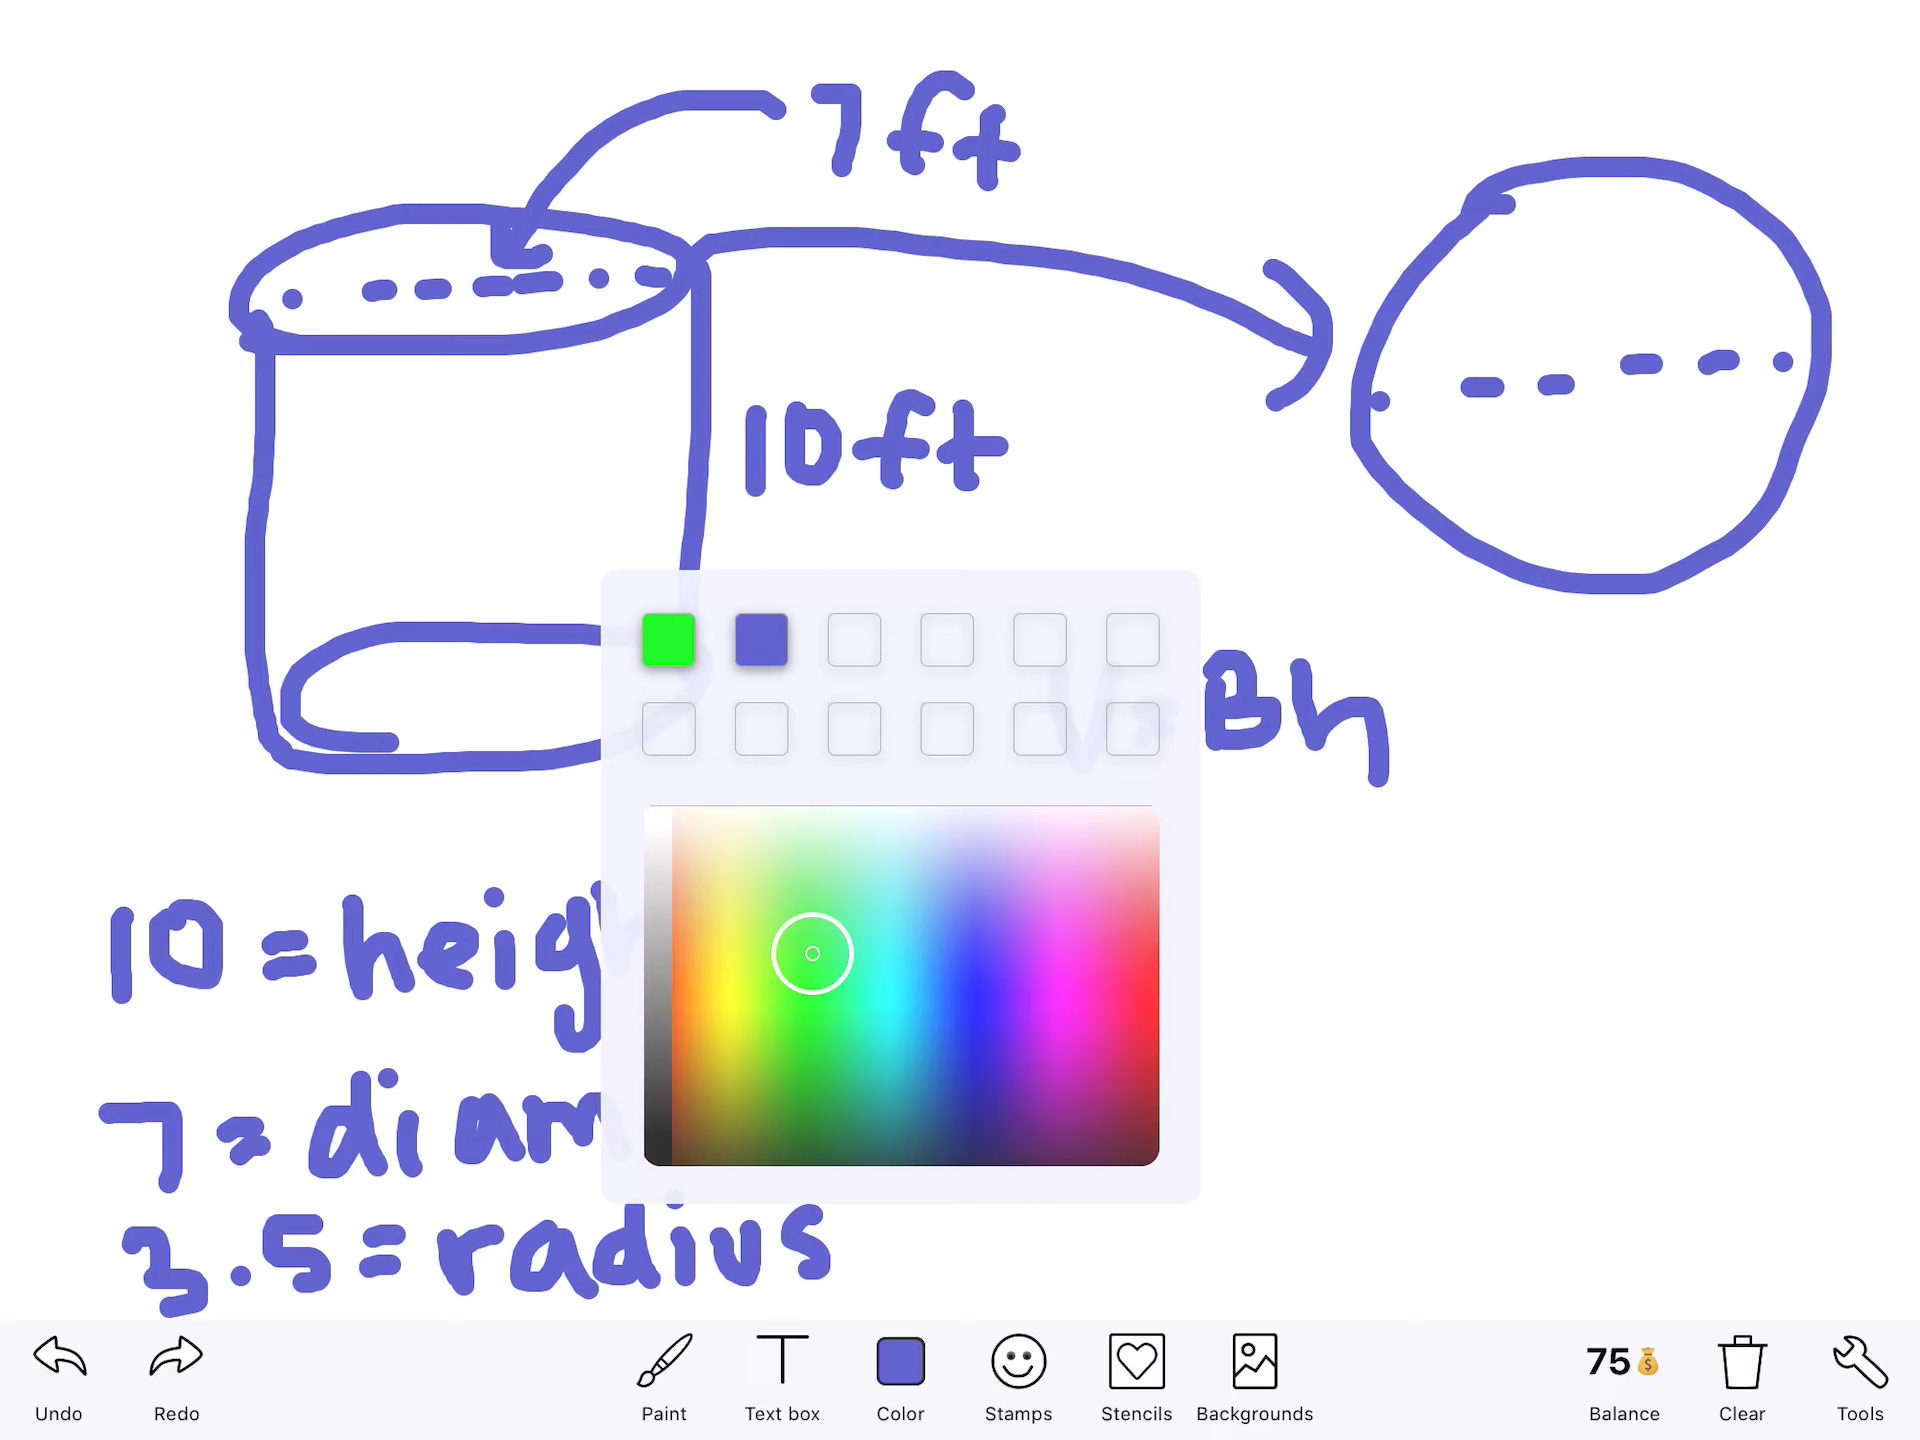 7ft
10ft
V=Bh
10=heigh
7=diam
3.5=radius
75
Undo
Redo
Paint
Text box
Color
Stamps
Stencils
Backgrounds
Balance
Clear
Tools